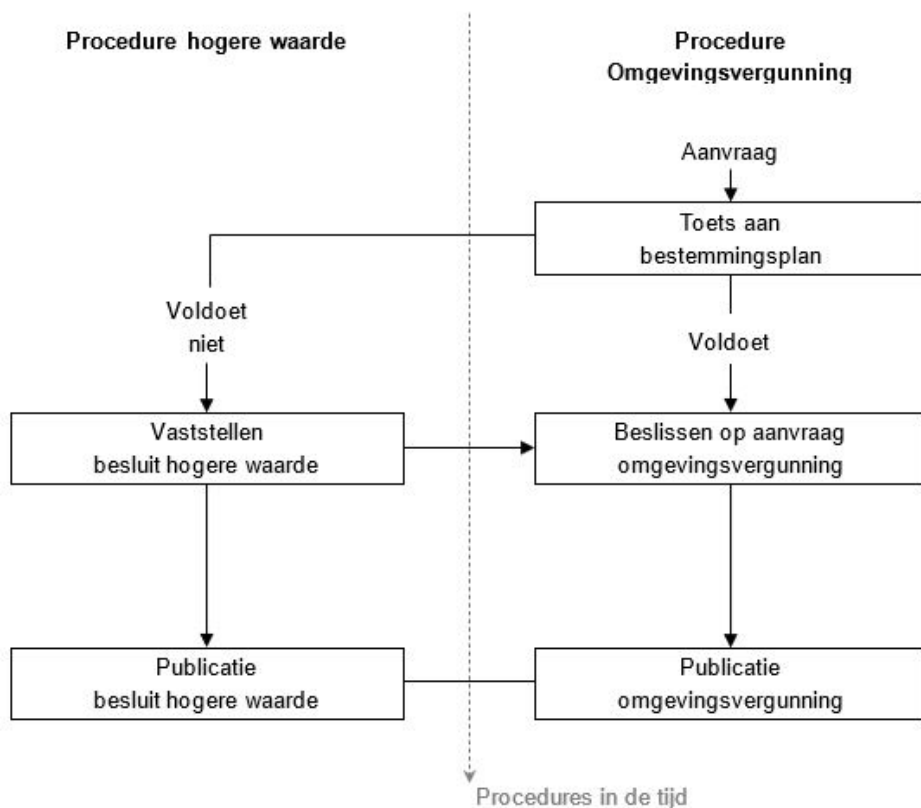 Procedure hogere waarde
Procedure
Omgevingsvergunning
Aanvraag
Toets aan
bestemmingsplan
Voldoet
niet
Voldoet
Vaststellen
besluit hogere waarde
Beslissen op aanvraag
omgevingsvergunning
Publicatie
besluit hogere waarde
Publicatie
omgevingsvergunning
Procedures in de tijd